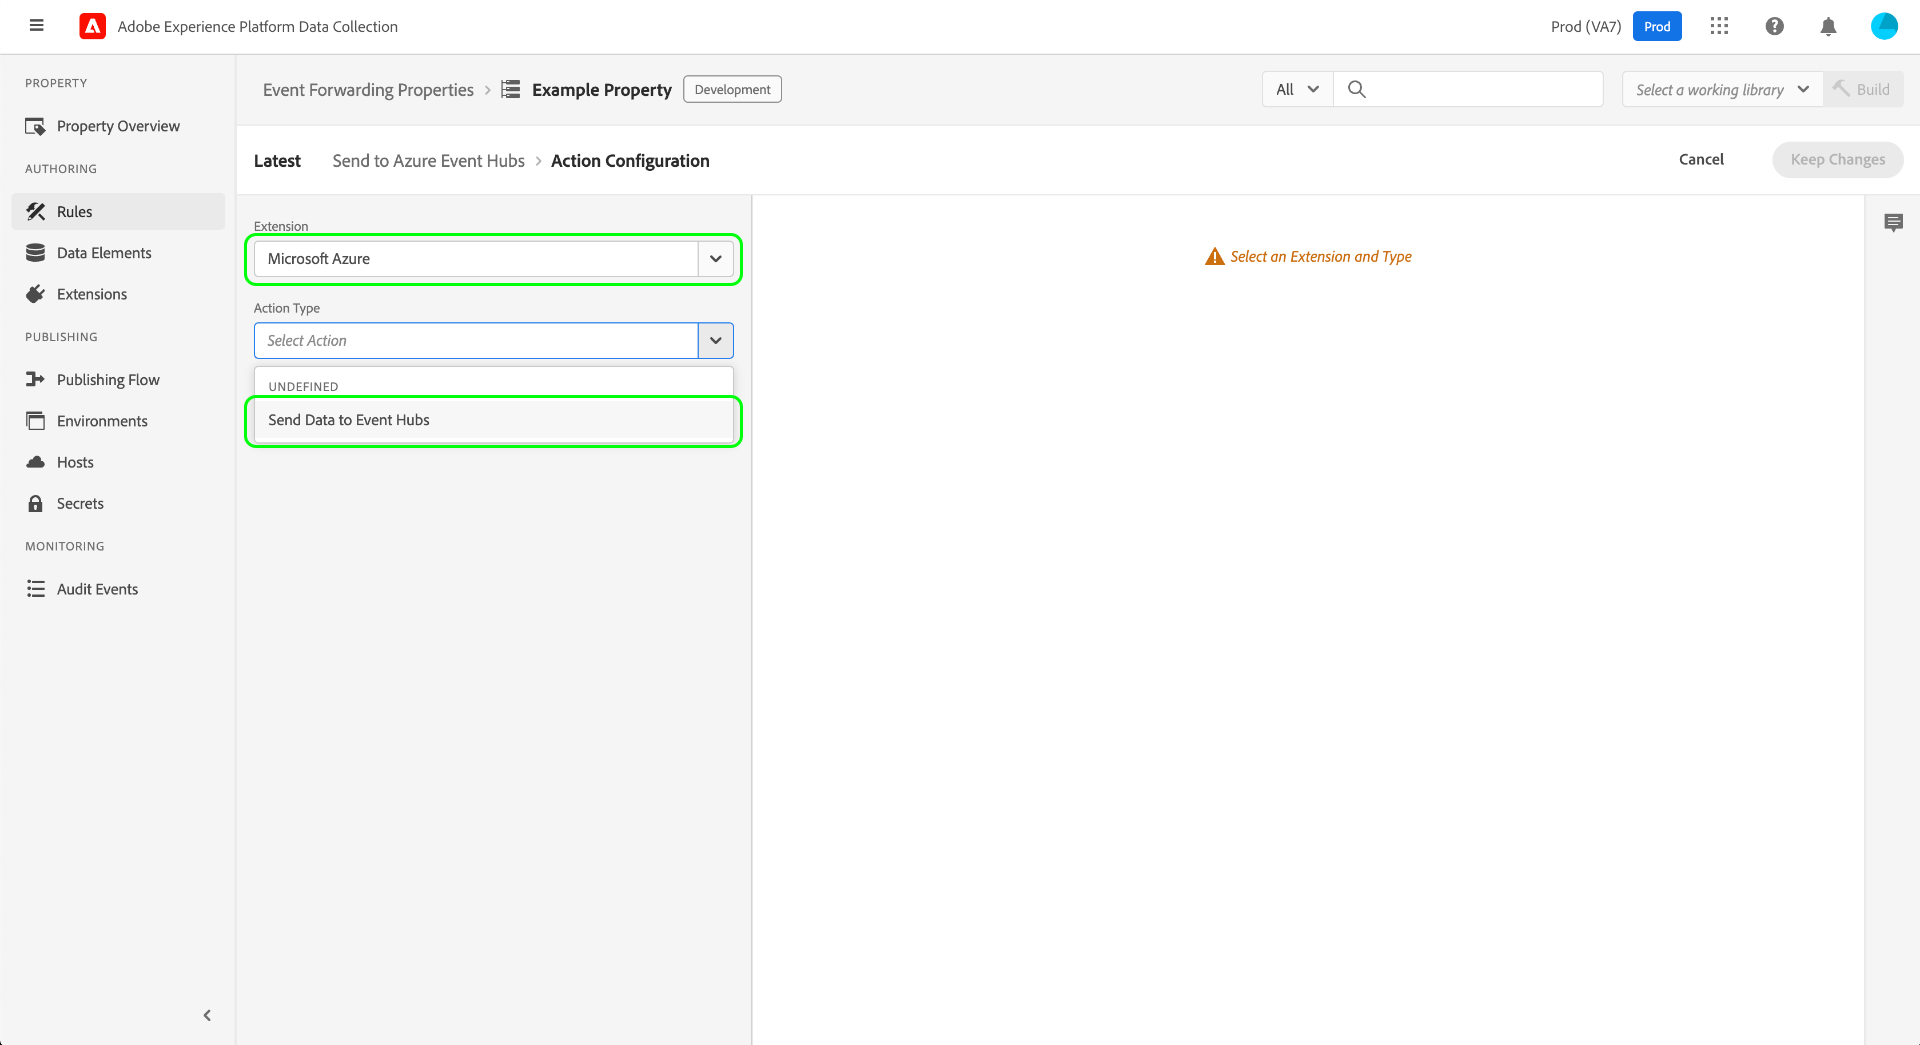 Adobe Experience Platform Data Collection
Prod (VA7)
Prod
PROPERTY
Property Overview
AUTHORING
Rules
Data Elements
Extensions
PUBLISHING
Publishing Flow
Environments
Hosts
Secrets
MONITORING
Audit Events
Event Forwarding Properties > Example Property
Development
All
Select a working library
Build
Latest
Send to Azure Event Hubs > Action Configuration
Cancel
Keep Changes
Extension
Microsoft Azure
Action Type
Select Action
UNDEFINED
Send Data to Event Hubs
Select an Extension and Type